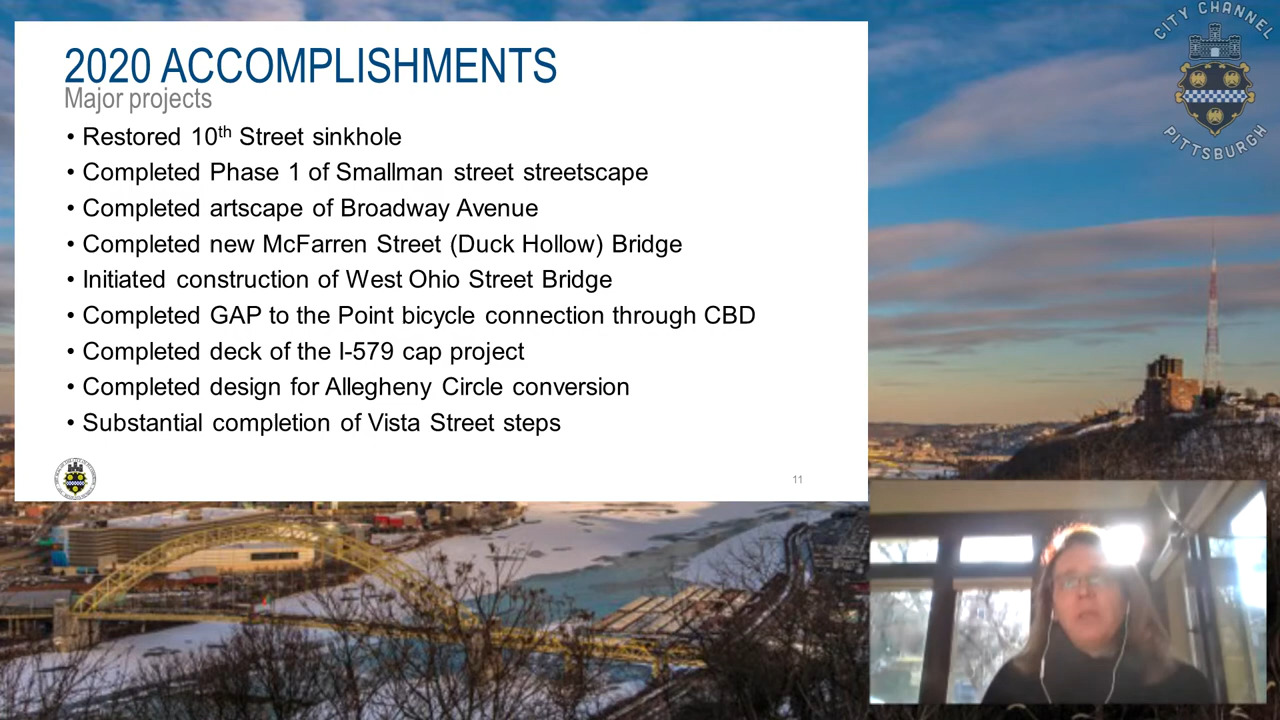 2020 ACCOMPLISHMENTS
Major projects
• Restored 10th Street sinkhole
• Completed Phase 1 of Smallman street streetscape
• Completed artscape of Broadway Avenue
• Completed new McFarren Street (Duck Hollow) Bridge
• Initiated construction of West Ohio Street Bridge
• Completed GAP to the Point bicycle connection through CBD
• Completed deck of the I-579 cap project
• Completed design for Allegheny Circle conversion
• Substantial completion of Vista Street steps
11
CITY CHANNEL
PITTSBURGH